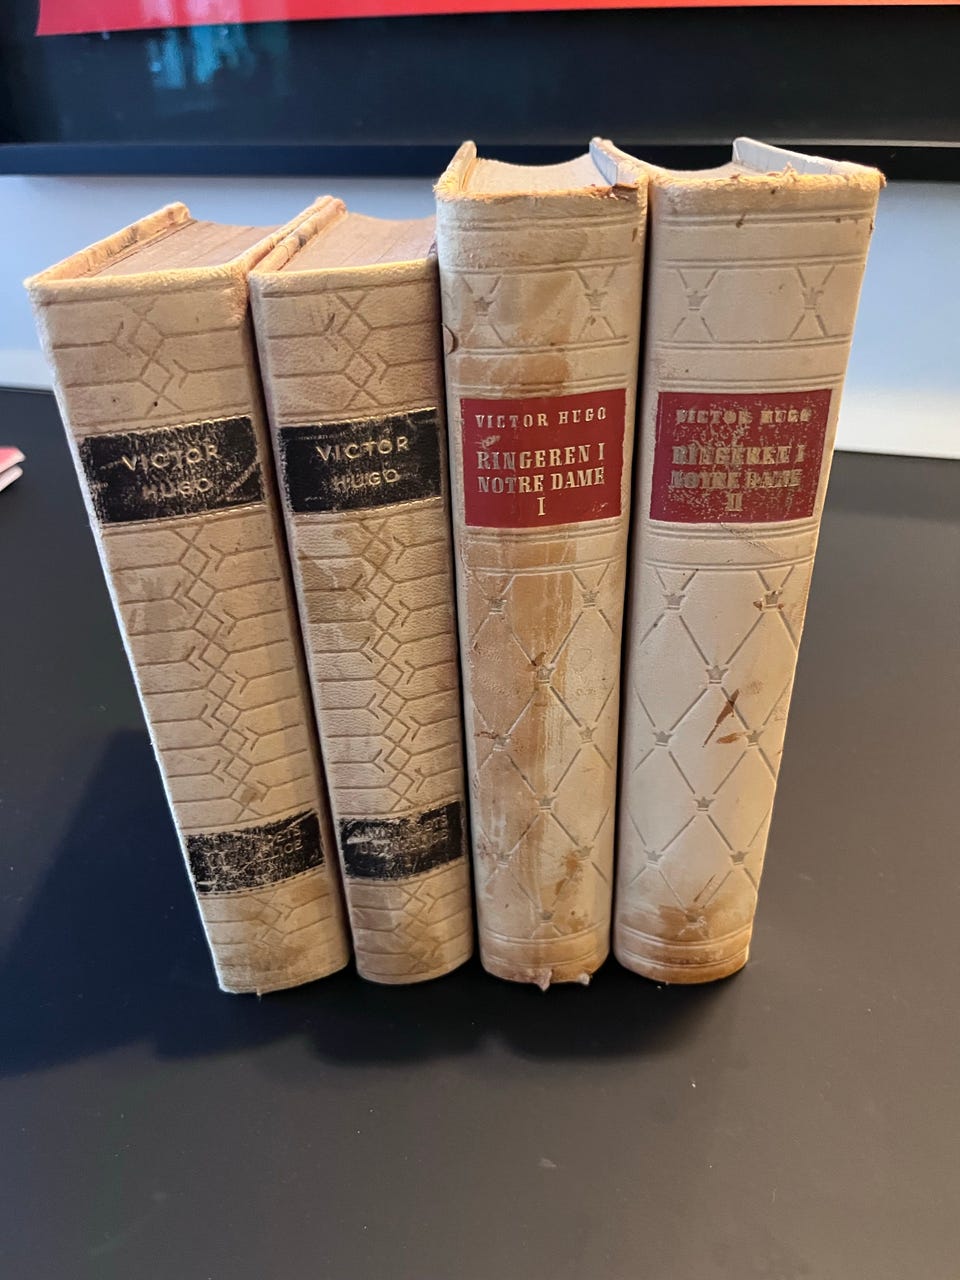 VICTOR
HUGO
VICTOR
HUGO
VICTOR HUGO
RINGEREN I
NOTRE DAME
I
VICTOR HUGO
RINGEREN I
NOTRE DAME
II